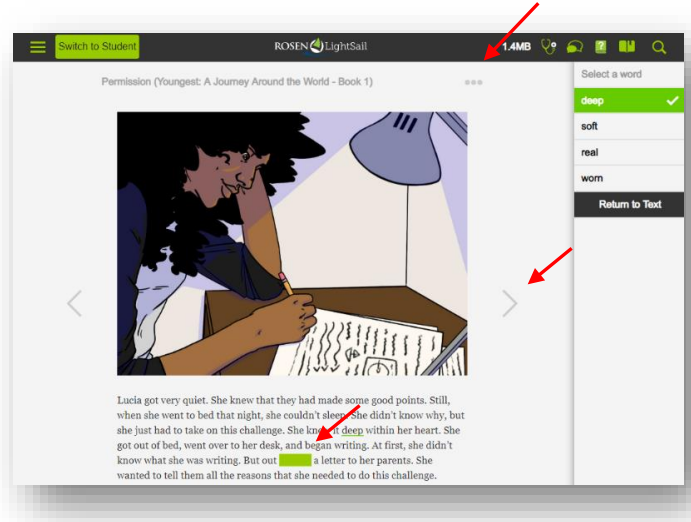 Switch to Student
ROSEN LightSail
1.4MB
Permission (Youngest: A Journey Around the World - Book 1)
Select a word
deep
soft
real
worn
Return to Text
Lucia got very quiet. She knew that they had made some good points. Still,
when she went to bed that night, she couldn't sleep. She didn't know why, but
she just had to take on this challenge. She knew it deep within her heart. She
got out of bed, went over to her desk, and began writing. At first, she didn't
know what she was writing. But out a letter to her parents. She
wanted to tell them all the reasons that she needed to do this challenge.